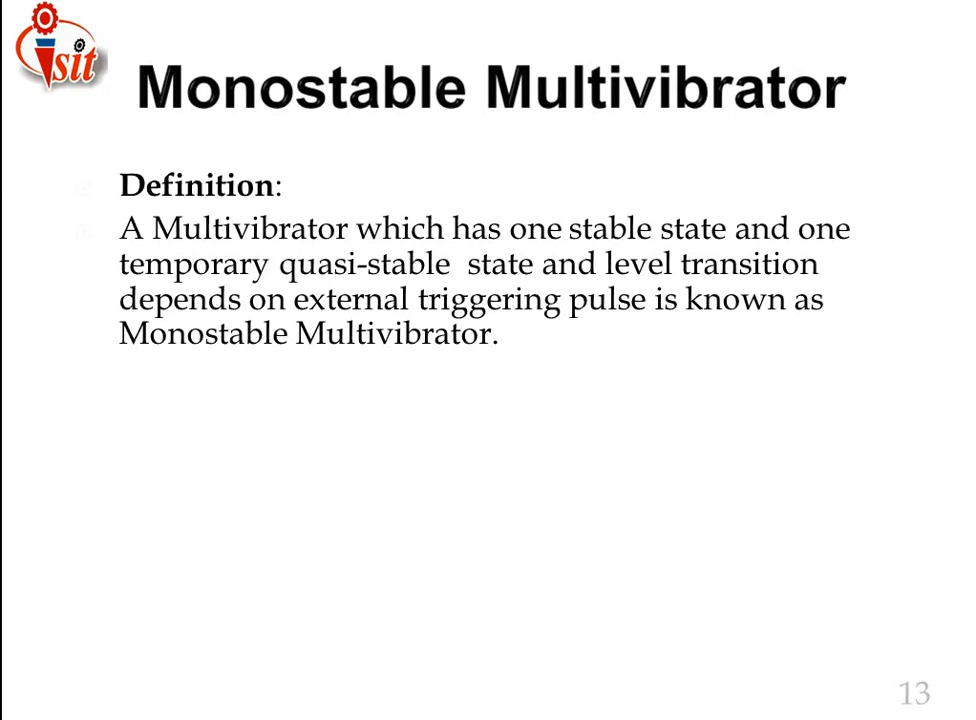 sit
Monostable Multivibrator
Definition:
A Multivibrator which has one stable state and one
temporary quasi-stable state and level transition
depends on external triggering pulse is known as
Monostable Multivibrator.
13